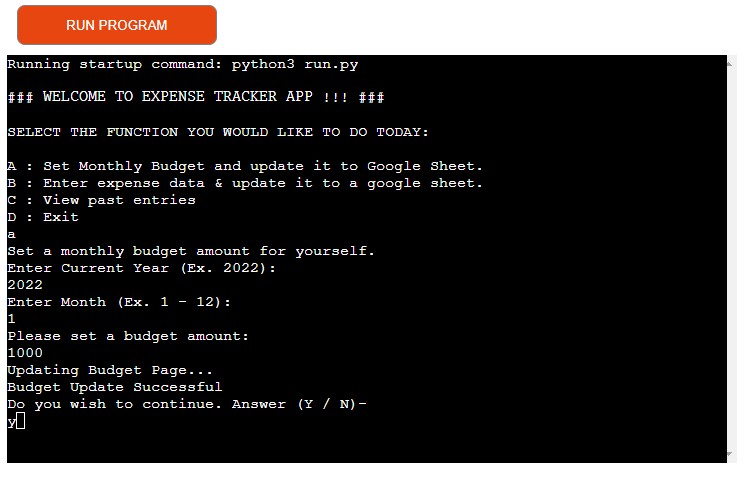 RUN PROGRAM
Running startup command: python3 run.py
### WELCOME TO EXPENSE TRACKER APP !!! ###
SELECT THE FUNCTION YOU WOULD LIKE TO DO TODAY:
A : Set Monthly Budget and update it to Google Sheet.
B : Enter expense data & update it to a google sheet.
C : View past entries
D : Exit
a
Set a monthly budget amount for yourself.
Enter Current Year (Ex. 2022):
2022
Enter Month (Ex. 1 - 12):
1
Please set a budget amount:
1000
Updating Budget Page...
Budget Update Successful
Do you wish to continue. Answer (Y / N)-
y